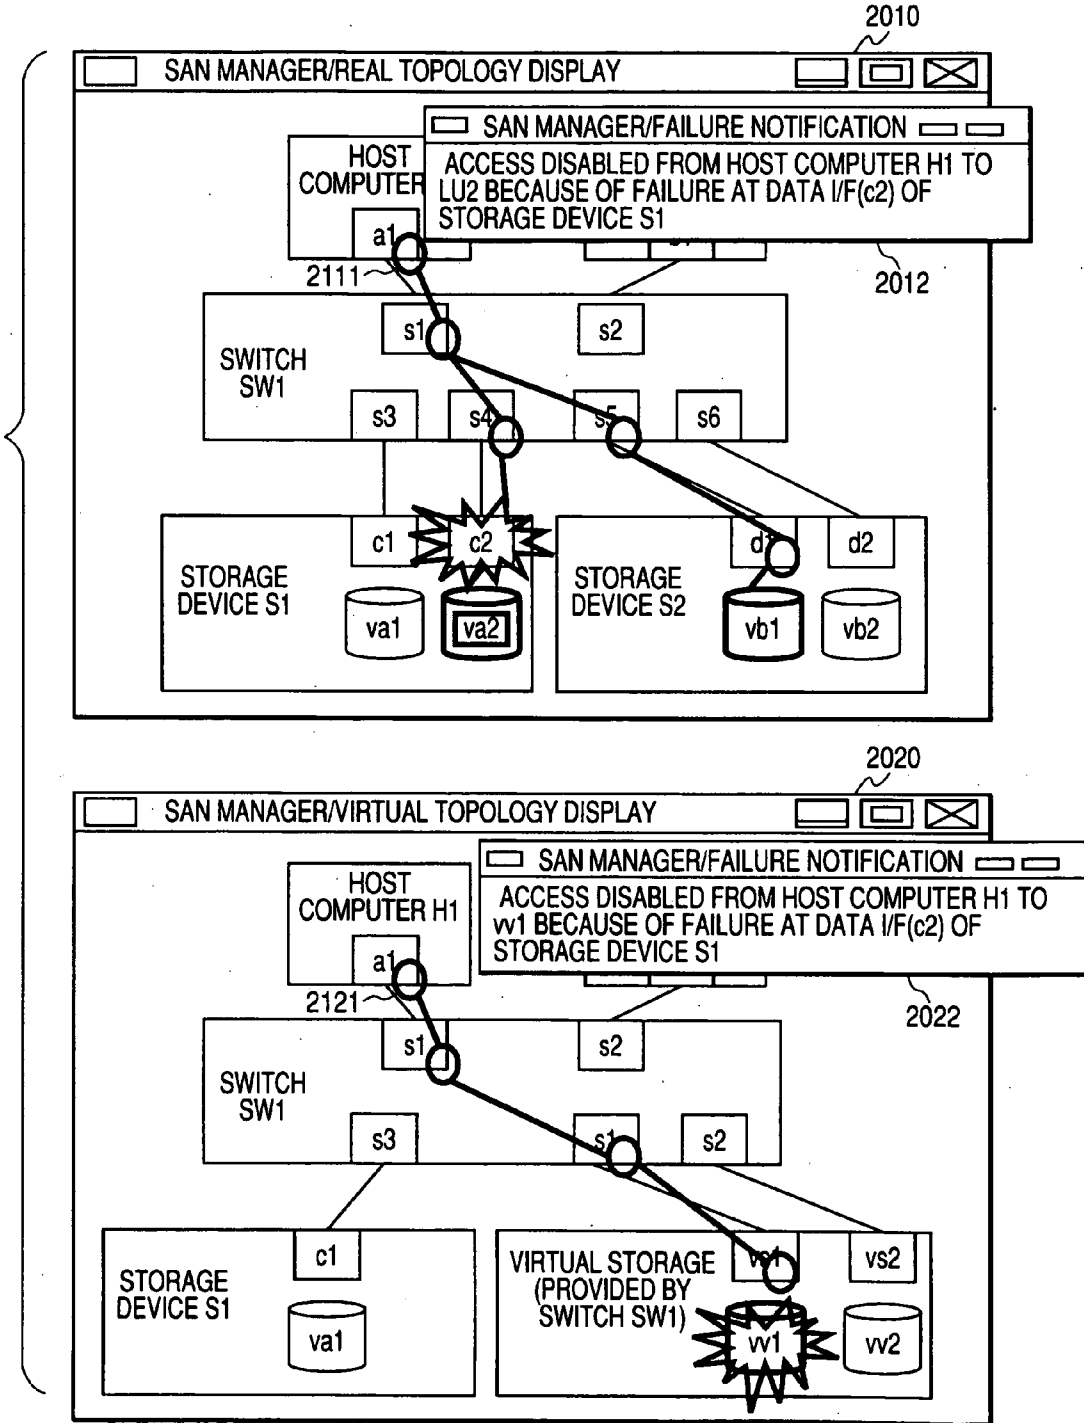 2010
SAN MANAGER/REAL TOPOLOGY DISPLAY
SAN MANAGER/FAILURE NOTIFICATION
ACCESS DISABLED FROM HOST COMPUTER H1 TO
LU2 BECAUSE OF FAILURE AT DATA I/F(c2) OF
STORAGE DEVICE S1
HOST
COMPUTER
a1
2111
2012
s1
s2
SWITCH
SW1
s3
s4
s5
s6
c1
c2
d1
d2
STORAGE
DEVICE S1
STORAGE
DEVICE S2
va1
va2
vb1
vb2
2020
SAN MANAGER/VIRTUAL TOPOLOGY DISPLAY
SAN MANAGER/FAILURE NOTIFICATION
ACCESS DISABLED FROM HOST COMPUTER H1 TO
vv1 BECAUSE OF FAILURE AT DATA I/F(c2) OF
STORAGE DEVICE S1
HOST
COMPUTER H1
a1
2121
2022
s1
s2
SWITCH
SW1
s3
s1
s2
c1
vs1
vs2
STORAGE
DEVICE S1
VIRTUAL STORAGE
(PROVIDED BY
SWITCH SW1)
va1
vv1
vv2